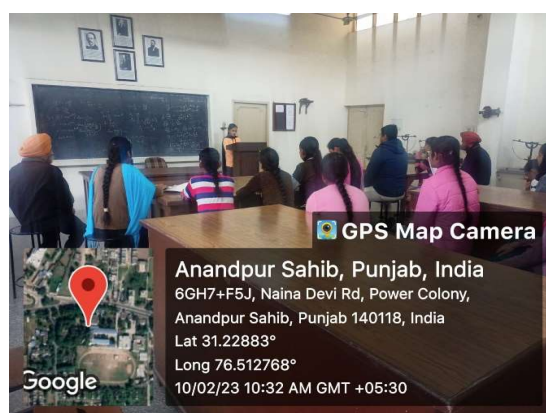 GPS Map Camera
Anandpur Sahib, Punjab, India
6GH7+F5J, Naina Devi Rd, Power Colony,
Anandpur Sahib, Punjab 140118, India
Lat 31.22883°
Long 76.512768°
10/02/23 10:32 AM GMT +05:30
Google